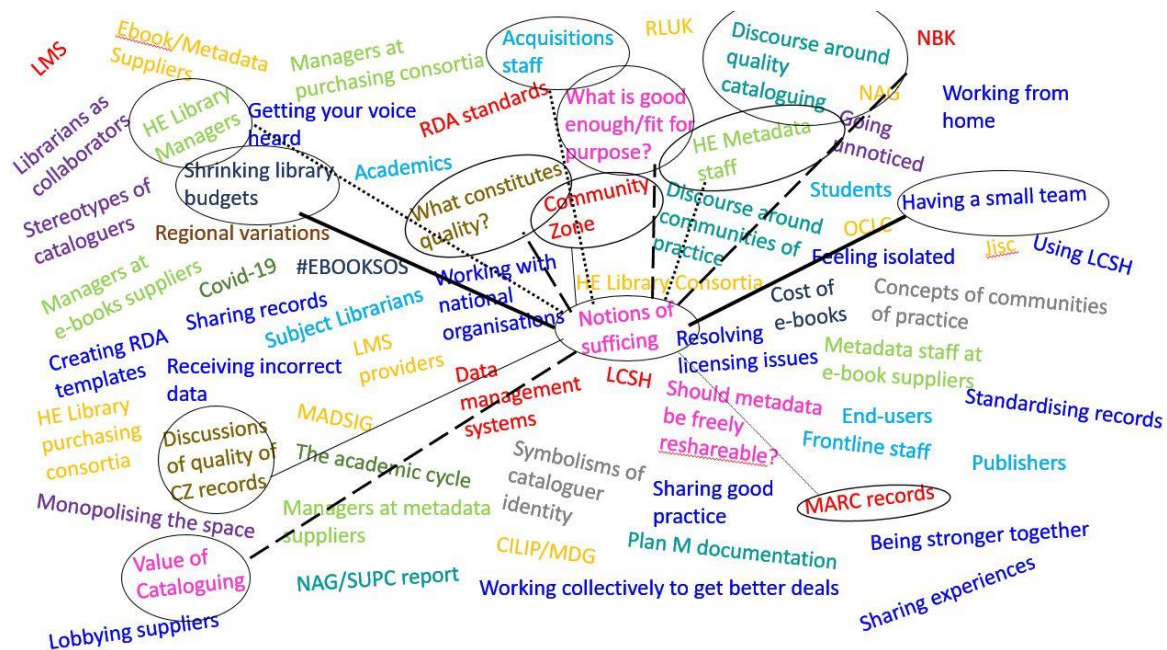 LMS
Ebook/Metadata
Suppliers
Managers at
purchasing consortia
Acquisitions
staff
RLUK
Discourse around
quality
cataloguing
NBK
Librarians as
collaborators
HE Library
Managers
Getting your voice
heard
RDA standards
What is good
enough/fit for
purpose?
NAG
Going
unnoticed
Working from
home
HE Metadata
staff
Shrinking library
budgets
Academics
What constitutes
quality?
Community
Zone
Discourse around
communities of
practice
Students
Having a small team
Stereotypes of
cataloguers
Regional variations
OCLC
Jisc
Using LCSH
Managers at
e-books suppliers
Covid-19
#EBOOKSOS
Working with
national
organisations
HE Library Consortia
Feeling isolated
Cost of
e-books
Concepts of communities
of practice
Sharing records
Subject Librarians
Notions of
sufficing
Resolving
licensing issues
Creating RDA
templates
Receiving incorrect
data
LMS
providers
Data
management
systems
LCSH
Metadata staff at
e-book suppliers
Should metadata
be freely
reshareable?
HE Library
purchasing
consortia
Discussions
of quality of
CZ records
MADSIG
End-users
Frontline staff
Standardising records
Publishers
The academic cycle
Symbolisms of
cataloguer
identity
Sharing good
practice
MARC records
Monopolising the space
Managers at metadata
suppliers
Value of
Cataloguing
NAG/SUPC report
CILIP/MDG
Plan M documentation
Being stronger together
Working collectively to get better deals
Sharing experiences
Lobbying suppliers